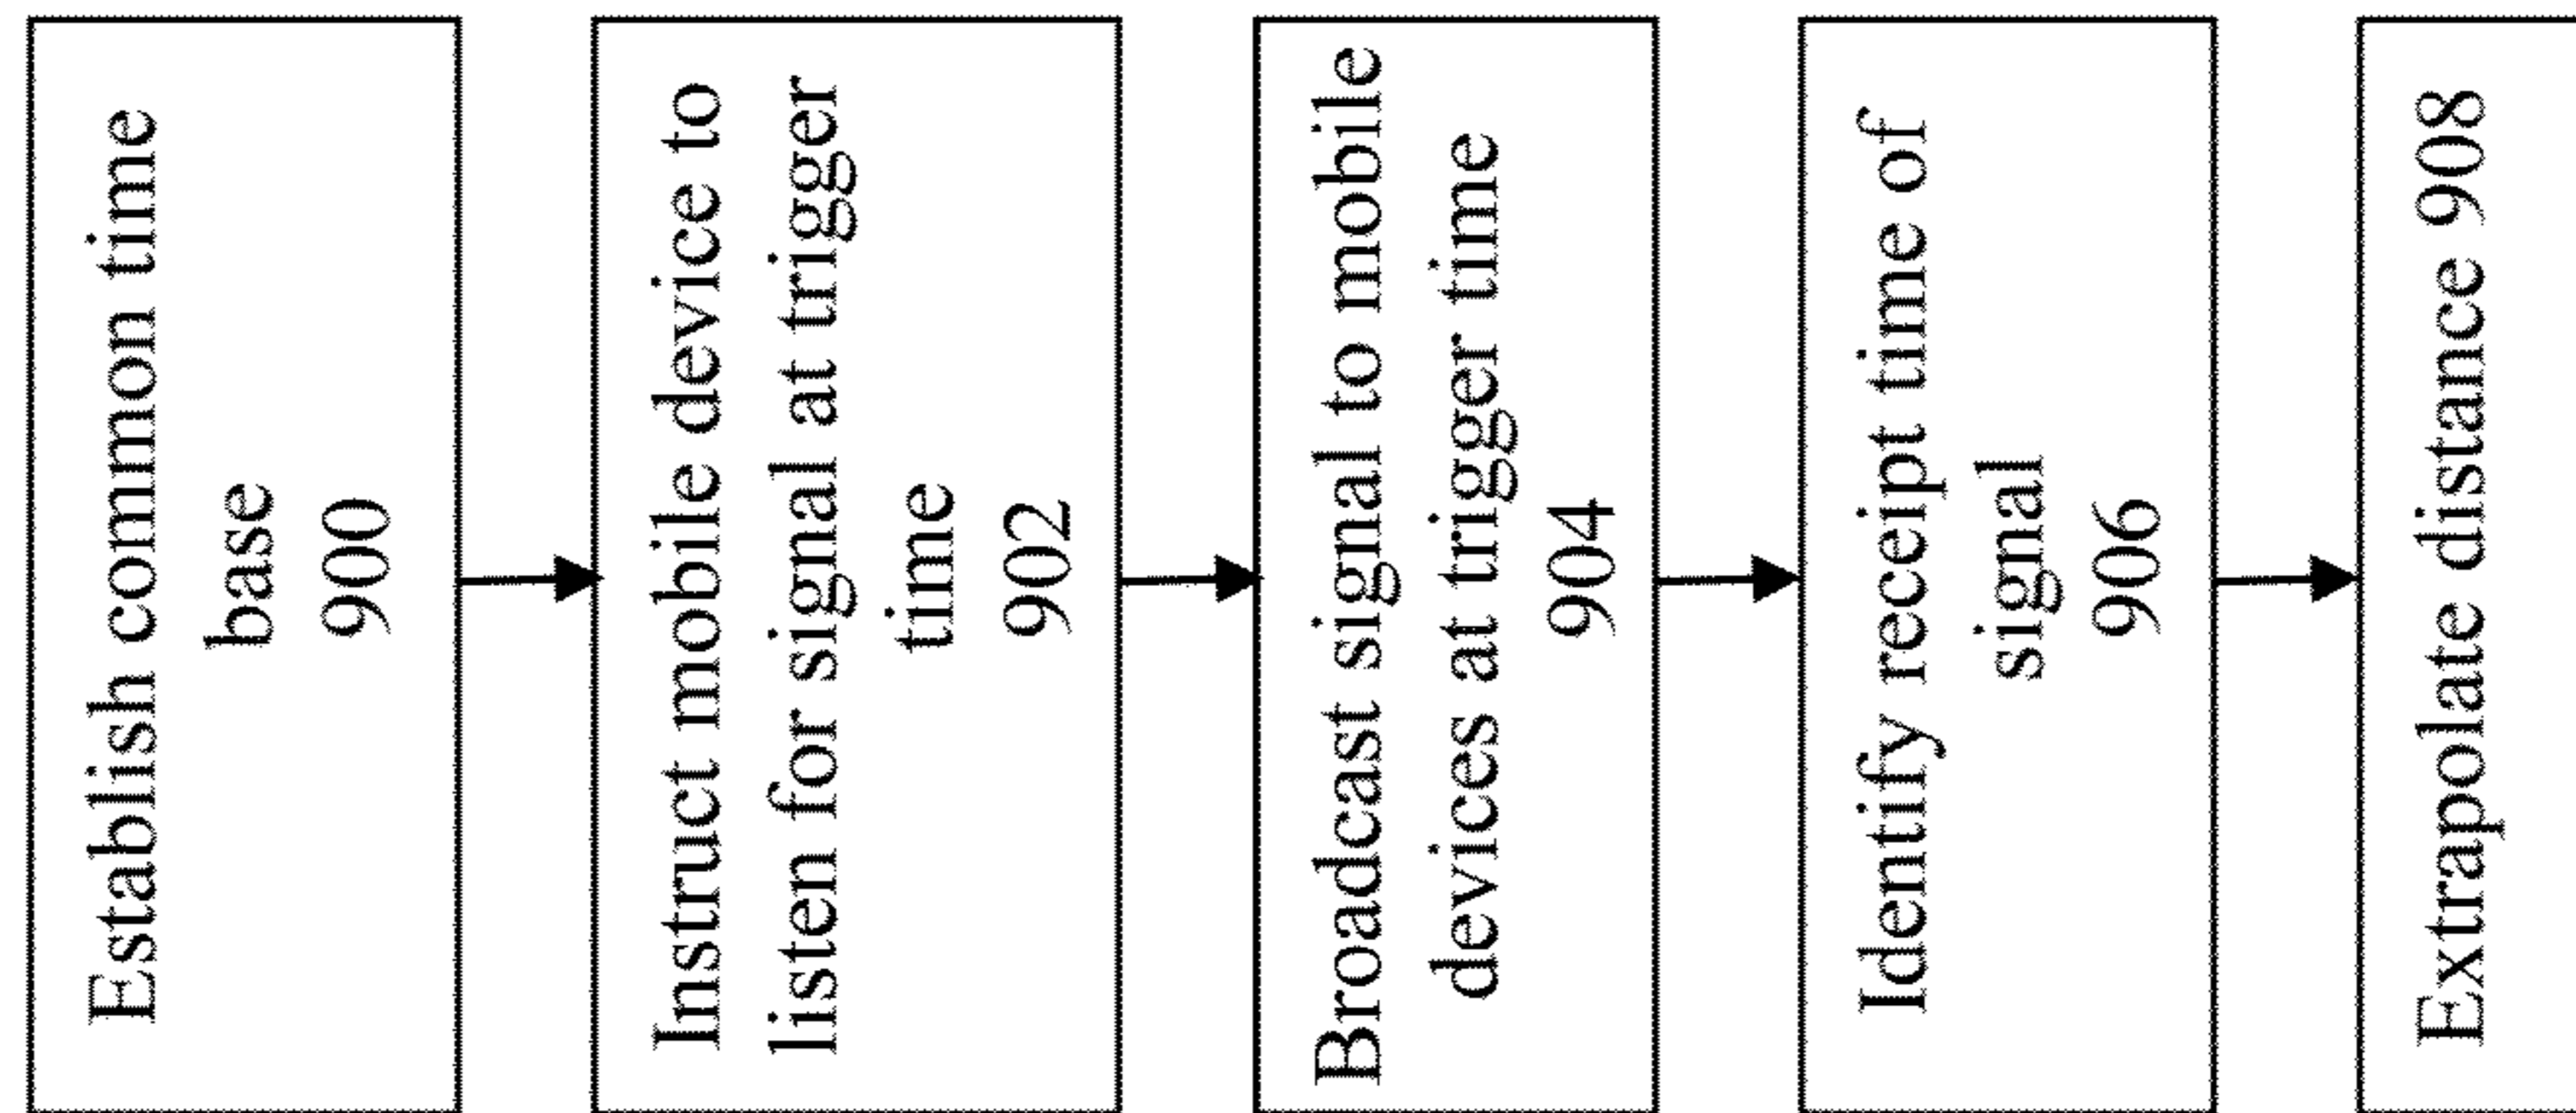 Establish common time
base
900
Instruct mobile device to
listen for signal at trigger
time
902
Broadcast signal to mobile
devices at trigger time
904
Identify receipt time of
signal
906
Extrapolate distance 908